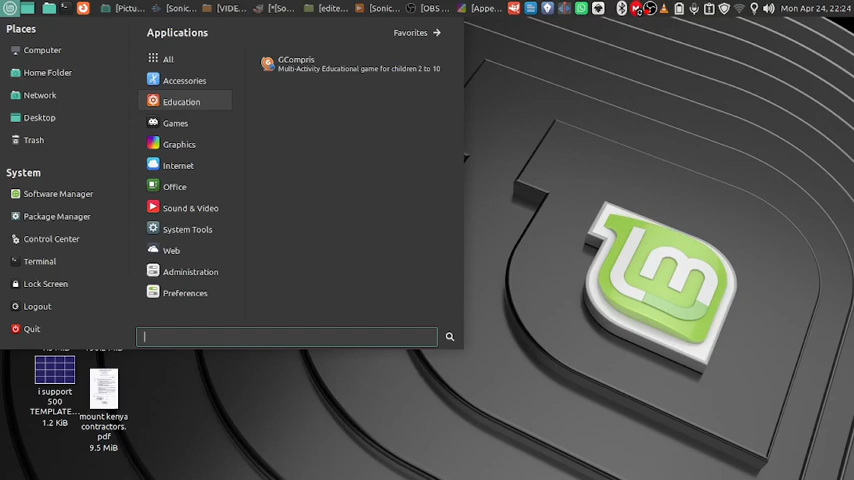 [Pictu...
[VIDE...
[*[Son...
[edite...
[Sonic...
[OBS ...
[Appe...
Mon Apr 24, 22:24
Places
Computer
Home Folder
Network
Desktop
Trash
System
Software Manager
Package Manager
Control Center
Terminal
Lock Screen
Logout
Quit
Applications
Favorites
All
Accessories
Education
Games
Graphics
Internet
Office
Sound & Video
System Tools
Web
Administration
Preferences
GCompris
Multi-Activity Educational game for children 2 to 10
i support
500
TEMPLATE...
1.2 KiB
mount kenya
contractors.
pdf
9.5 MiB
lm